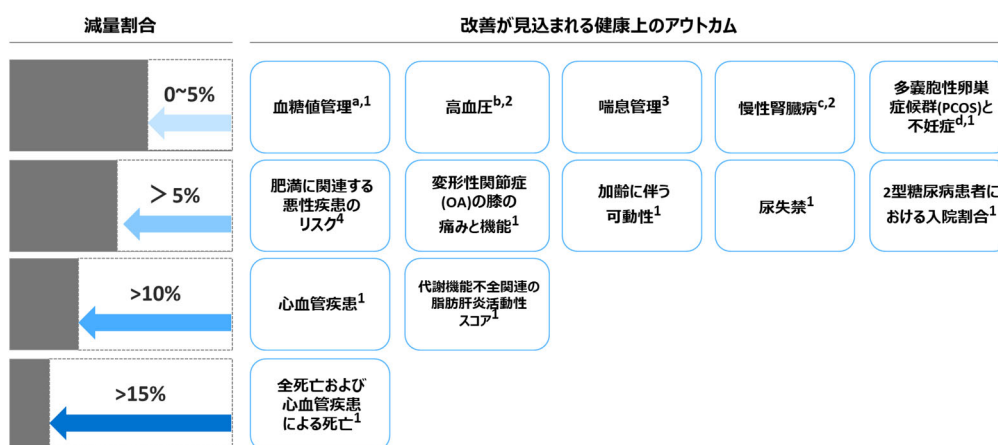 減量割合
改善が見込まれる健康上のアウトカム
0~5%
血糖値管理a,1
高血圧b,2
喘息管理3
慢性腎臓病c,2
多嚢胞性卵巣
症候群(PCOS)と
不妊症d,1
＞5%
肥満に関連する
悪性疾患の
リスク4
変形性関節症
(OA)の膝の
痛みと機能1
加齢に伴う
可動性1
尿失禁1
2型糖尿病患者に
おける入院割合1
>10%
心血管疾患1
代謝機能不全関連の
脂肪肝炎活動性
スコア1
>15%
全死亡および
心血管疾患
による死亡1